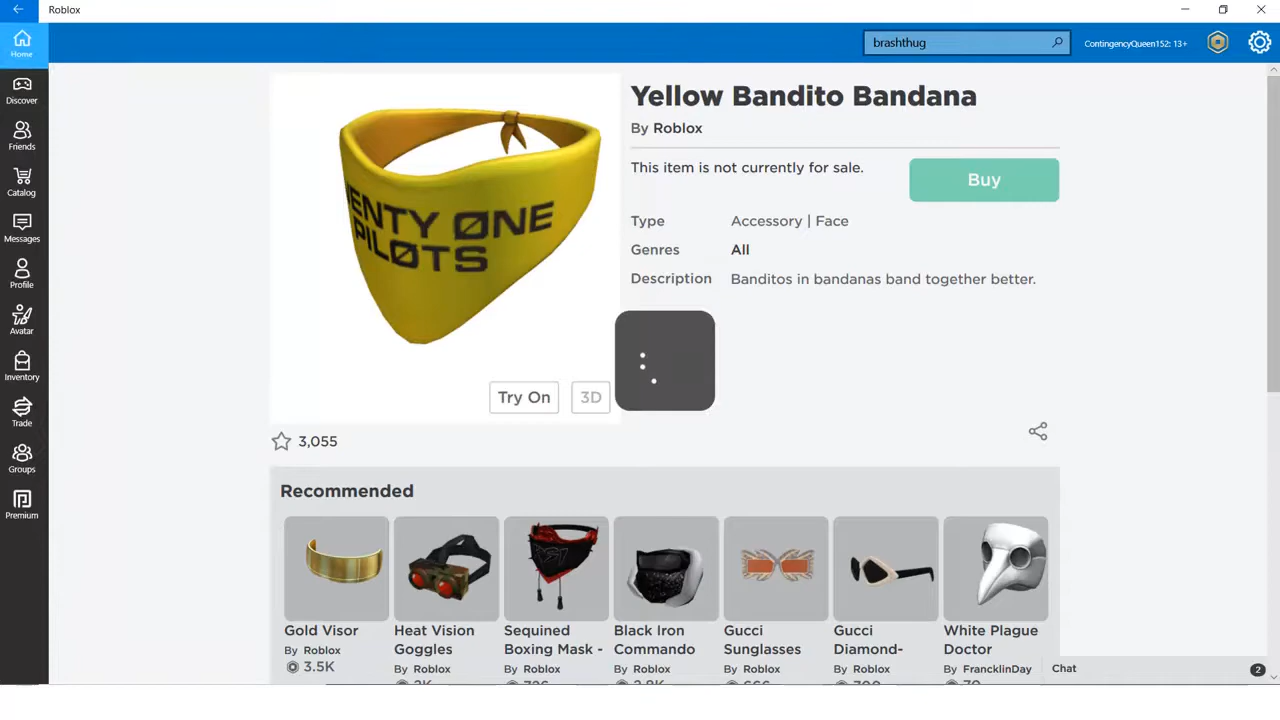 Roblox
Home
brashthug
ContingencyQueen152: 13+
Discover
Friends
Catalog
Messages
Profile
Avatar
Inventory
Trade
Groups
Premium
ENTY ONE
PILOTS
Try On
3D
3,055
Yellow Bandito Bandana
By Roblox
This item is not currently for sale.
Buy
Type Accessory | Face
Genres All
Description Banditos in bandanas band together better.
Recommended
Gold Visor
By Roblox
3.5K
Heat Vision
Goggles
By Roblox
Sequined
Boxing Mask -
By Roblox
Black Iron
Commando
By Roblox
Gucci
Sunglasses
By Roblox
Gucci
Diamond-
By Roblox
White Plague
Doctor
By FrancklinDay
Chat
2